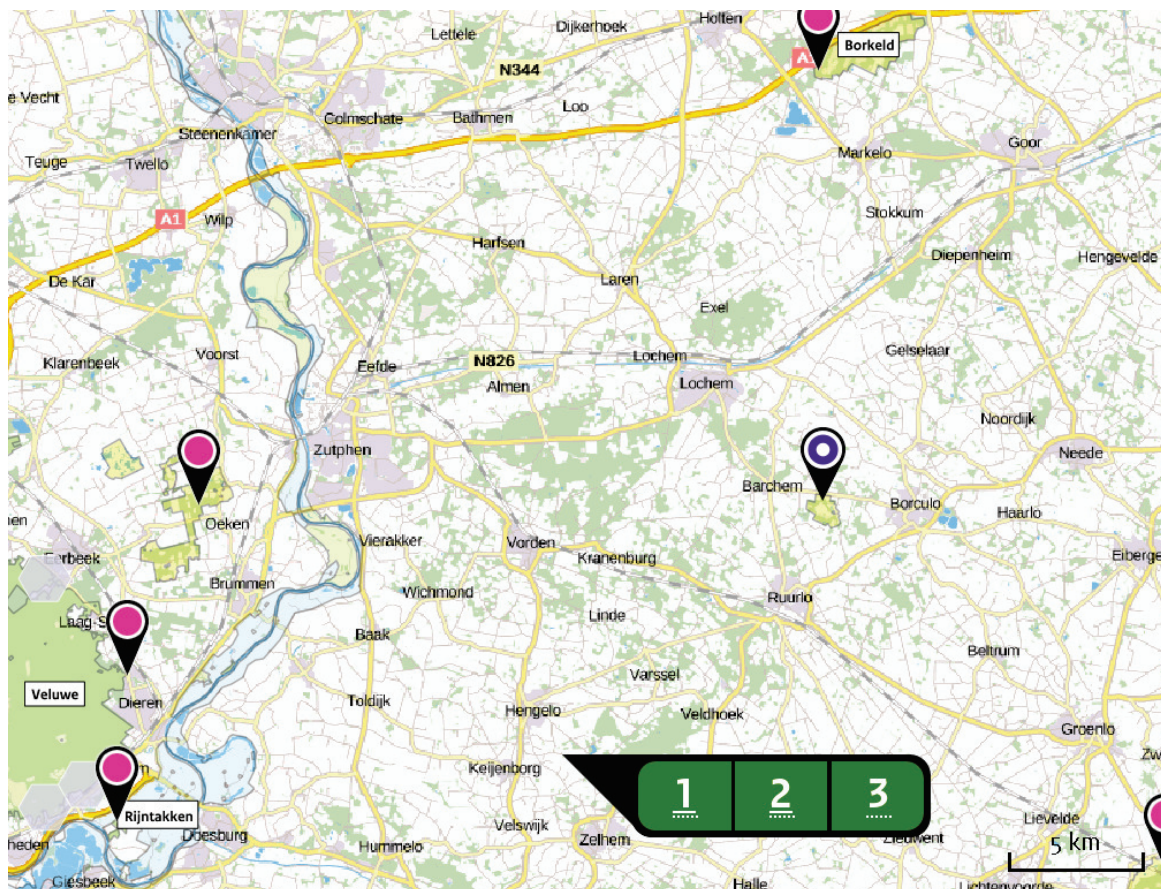 Lettele
Dijkerhoek
Holten
Borkeld
N344
e Vecht
Colmschate
Bathmen
Loo
Steenenkamer
Teuge
Twello
Markelo
Goor
A1
Wilp
Stokkum
Harfsen
Diepenheim
Hengevelde
De Kar
Laren
Exel
Klarenbeek
Voorst
Eefde
N826
Lochem
Gelselaar
Almen
Lochem
Noordijk
Zutphen
Neede
Barchem
Borculo
Haarlo
Oeken
Vierakker
Vorden
Kranenburg
Eiberge
Brummen
Wichmond
Ruurlo
Linde
Baak
Beltrum
Varssel
Veluwe
Dieren
Toldijk
Hengelo
Veldhoek
Groenlo
Keijenborg
Zw
1 2 3
Rijntakken
Doesburg
Velswijk
Zelhem
Zieuwent
Lievelde
heden
Hummelo
5 km
Giesbeek
Halle
Lichtenvoorde